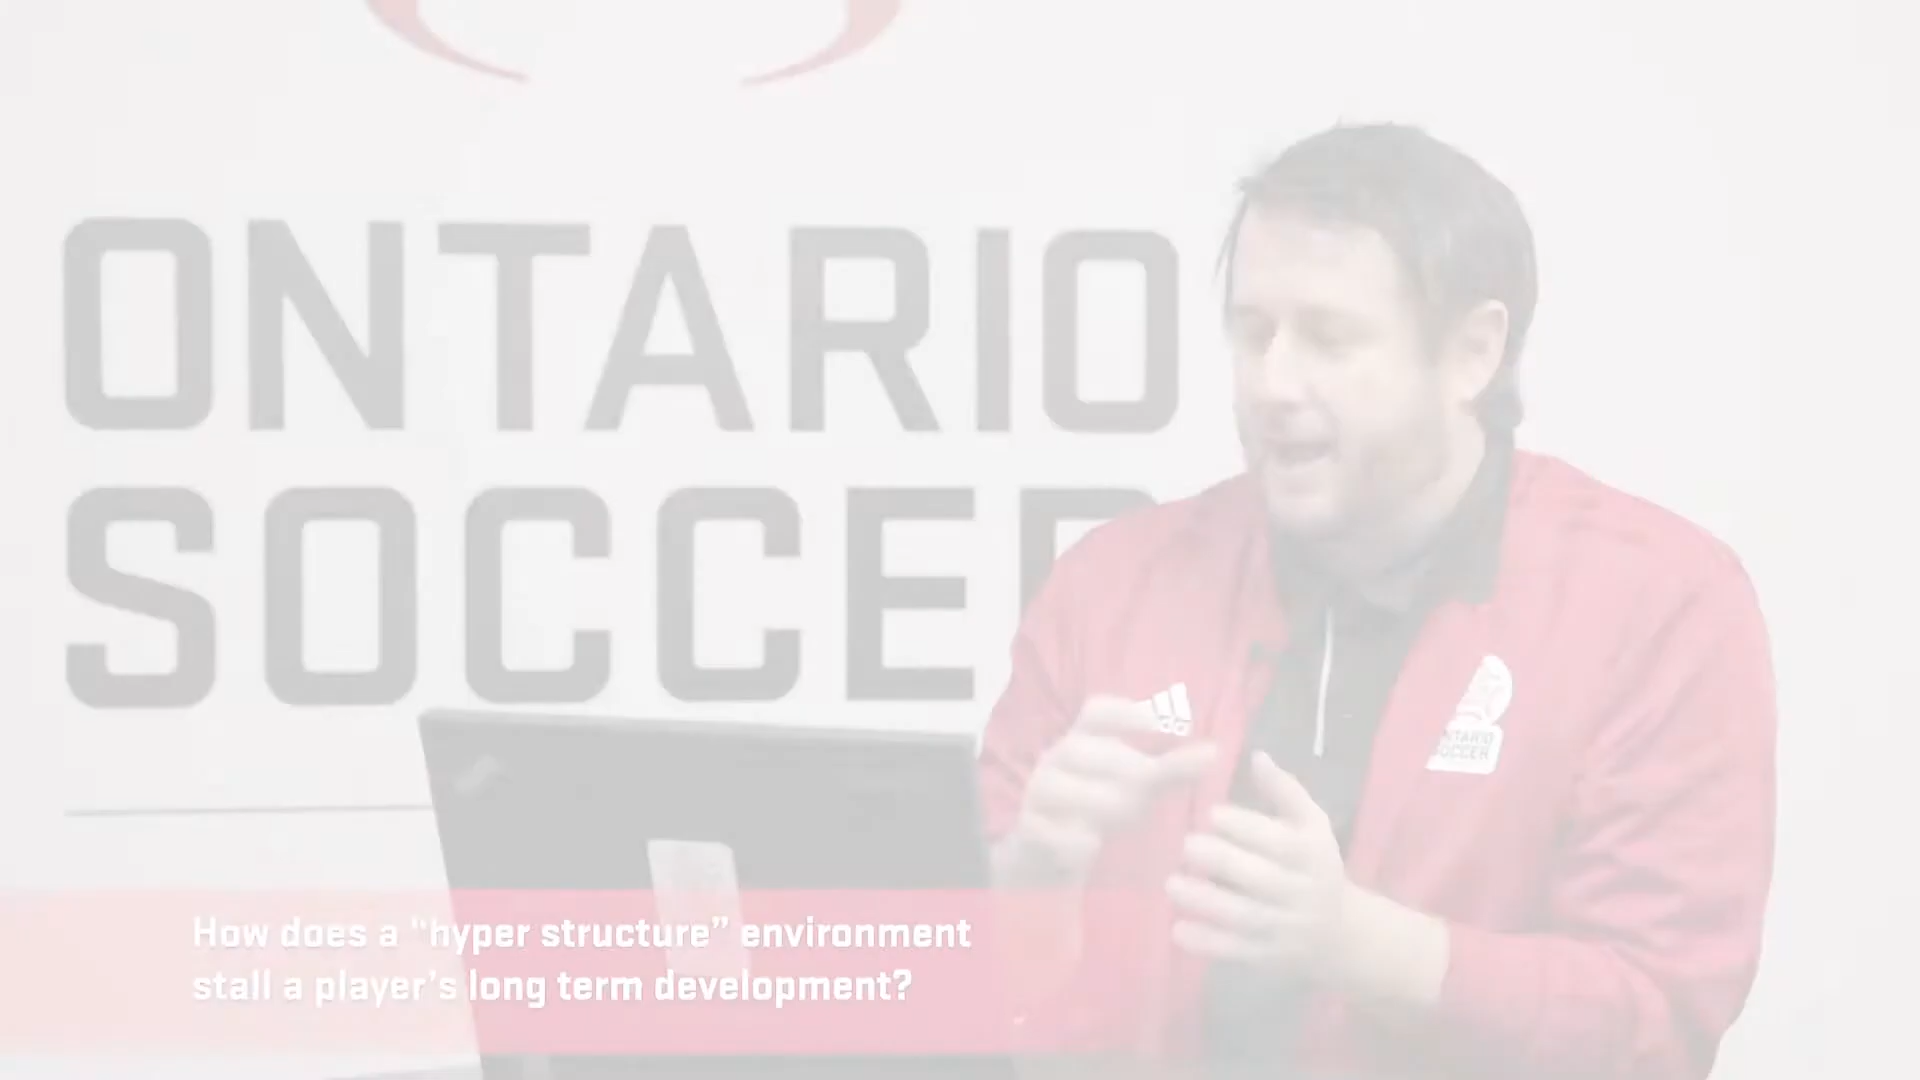 ONTARIO
SOCCER
ONTARIO
SOCCER
How does a “hyper structure” environment
stall a player’s long term development?